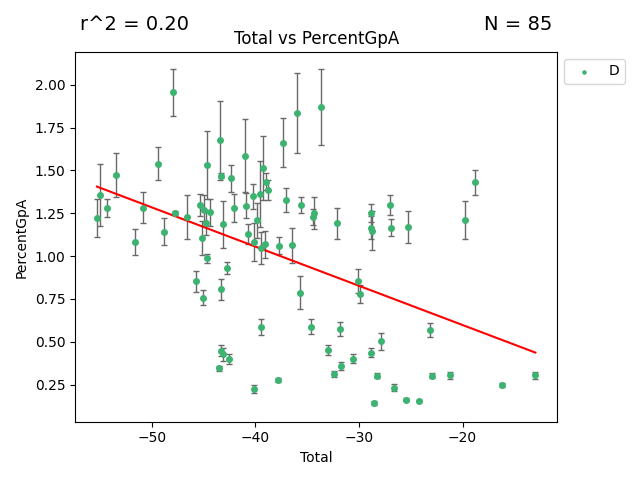 r^2 = 0.20
N = 85
Total vs PercentGpA
D
2.00
1.75
1.50
1.25
1.00
0.75
0.50
0.25
PercentGpA
−50
−40
−30
−20
Total